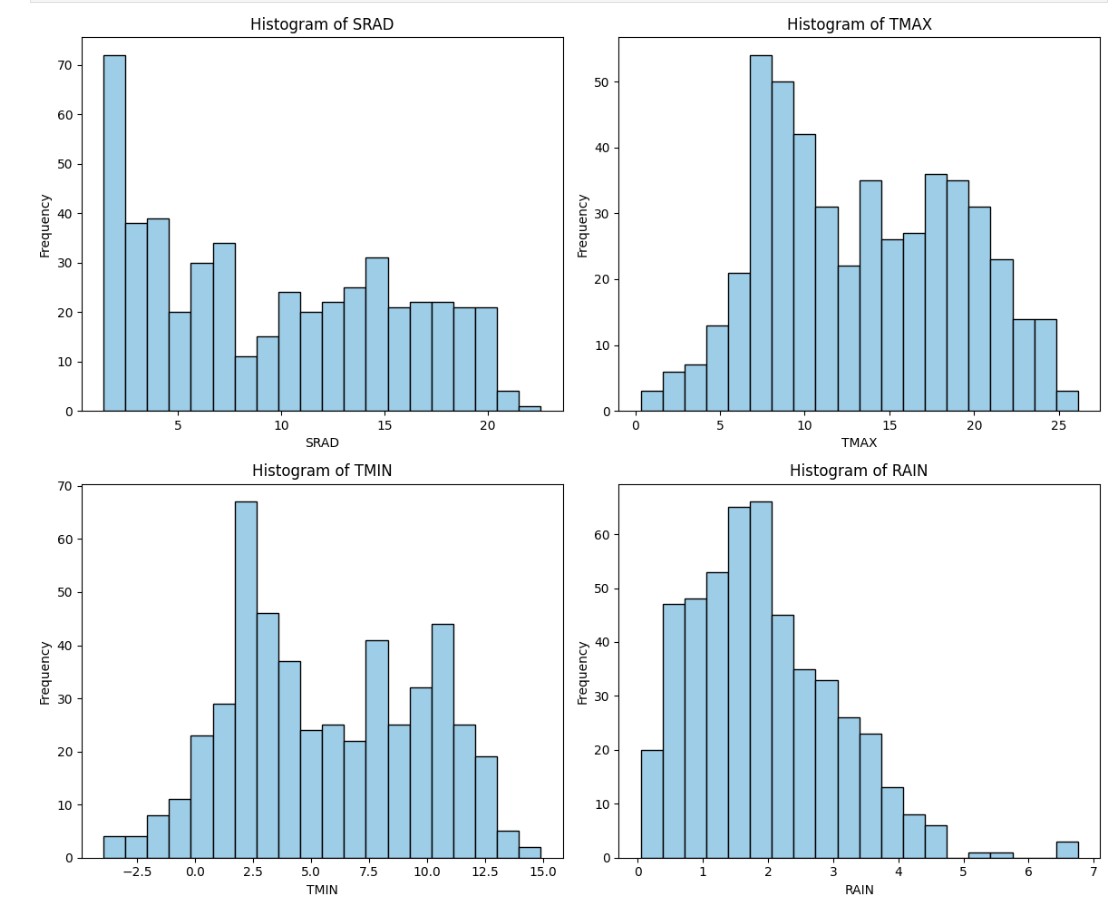 Histogram of SRAD
70
60
50
40
30
20
10
0
Frequency
5 10 15 20
SRAD
Histogram of TMAX
50
40
30
20
10
0
Frequency
0 5 10 15 20 25
TMAX
Histogram of TMIN
70
60
50
40
30
20
10
0
Frequency
−2.5 0.0 2.5 5.0 7.5 10.0 12.5 15.0
TMIN
Histogram of RAIN
60
50
40
30
20
10
0
Frequency
0 1 2 3 4 5 6 7
RAIN